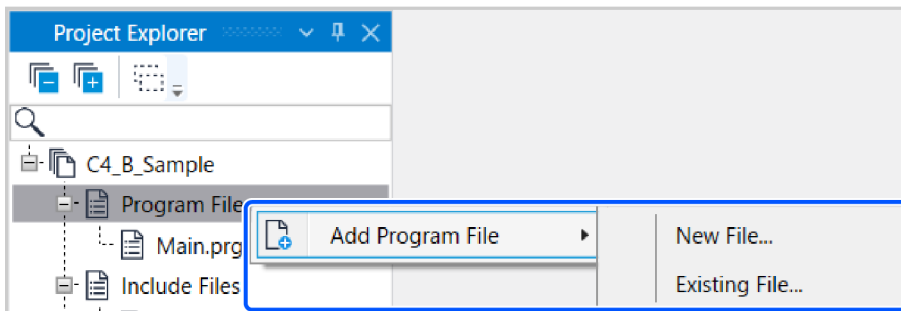 Project Explorer
C4_B_Sample
Program File
Add Program File
New File...
Main.prg
Include Files
Existing File...